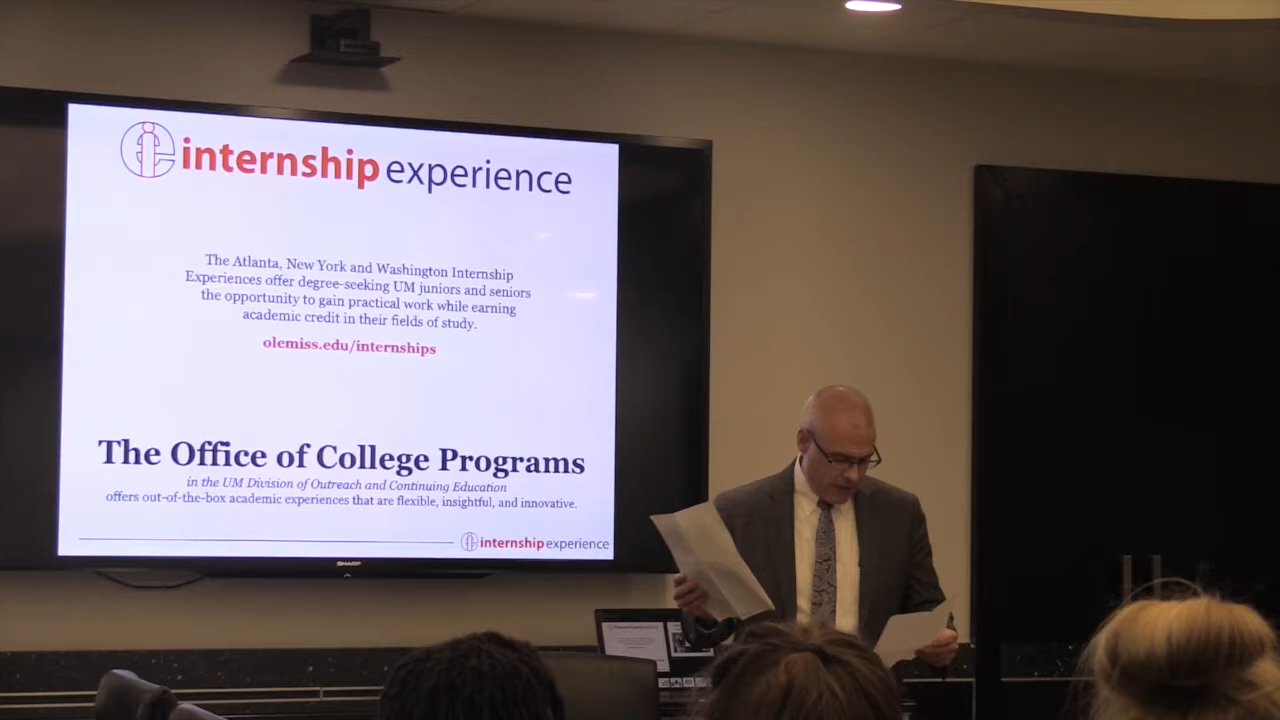 internship experience
The Atlanta, New York and Washington Internship
Experiences offer degree-seeking UM juniors and seniors
the opportunity to gain practical work while earning
academic credit in their fields of study.
olemiss.edu/internships
The Office of College Programs
in the UM Division of Outreach and Continuing Education
offers out-of-the-box academic experiences that are flexible, insightful, and innovative.
internship experience
SHARP